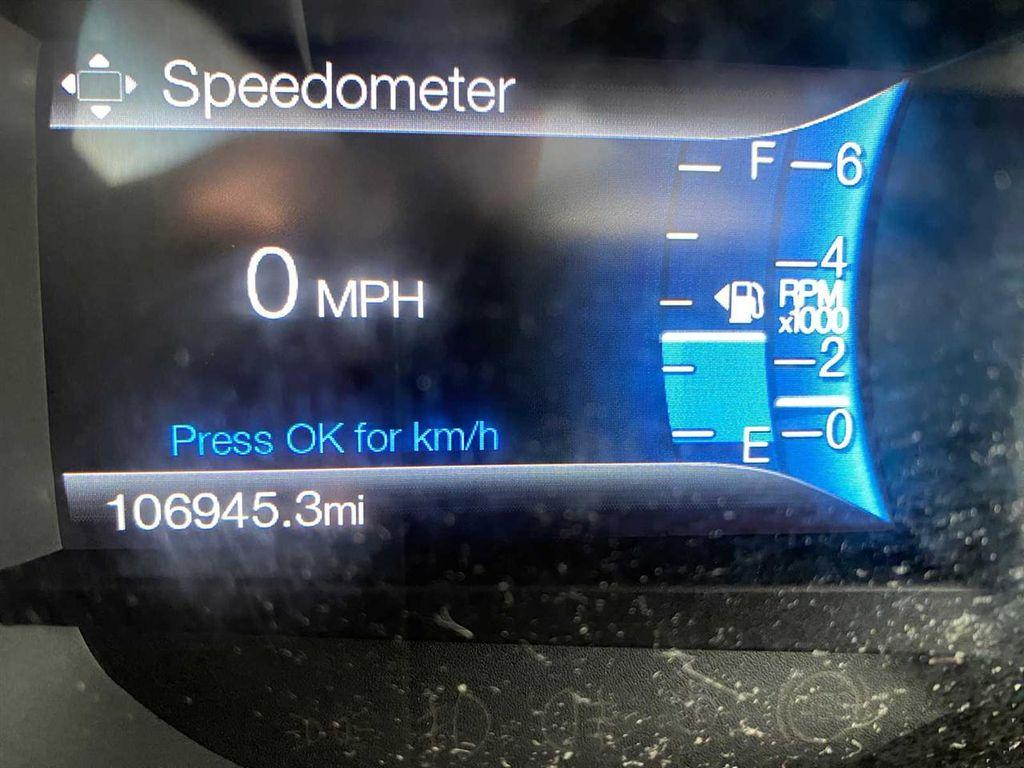 Speedometer
F
6
4
0 MPH
RPM
x1000
2
Press OK for km/h
E
0
106945.3mi